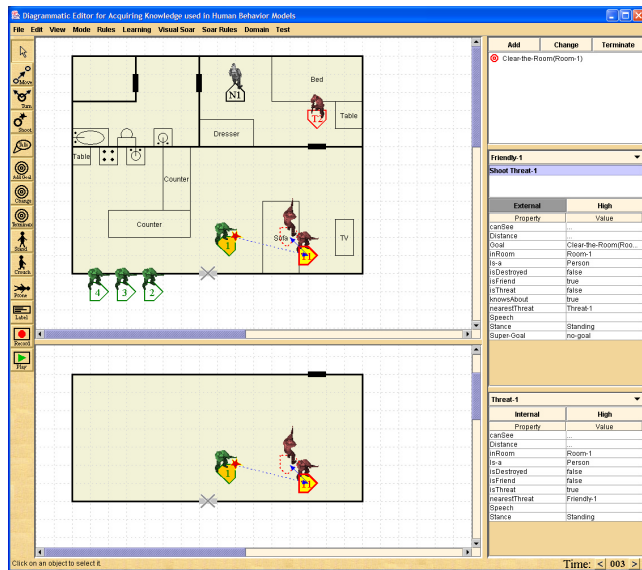 Diagrammatic Editor for Acquiring Knowledge used in Human Behavior Models
File Edit View Mode Rules Learning Visual Soar Soar Rules Domain Test
Move
Turn
Shoot
Talk
Add Goal
Change
Terminate
Stand
Crouch
Prone
Label
Record
Play
N1
Bed
T2
Table
Dresser
Table
Counter
Counter
Sofa
TV
1
T1
4 3 2
1
T1
Add Change Terminate
Clear-the-Room(Room-1)
Friendly-1
Shoot Threat-1
External High
Property Value
canSee ...
Distance ...
Goal Clear-the-Room(Roo...
inRoom Room-1
Is-a Person
isDestroyed false
isFriend true
isThreat false
knowsAbout true
nearestThreat Threat-1
Speech
Stance Standing
Super-Goal no-goal
Threat-1
Internal High
Property Value
canSee ...
Distance ...
inRoom Room-1
Is-a Person
isDestroyed false
isFriend false
isThreat true
nearestThreat Friendly-1
Speech
Stance Standing
Click on an object to select it.
Time: < 003 >